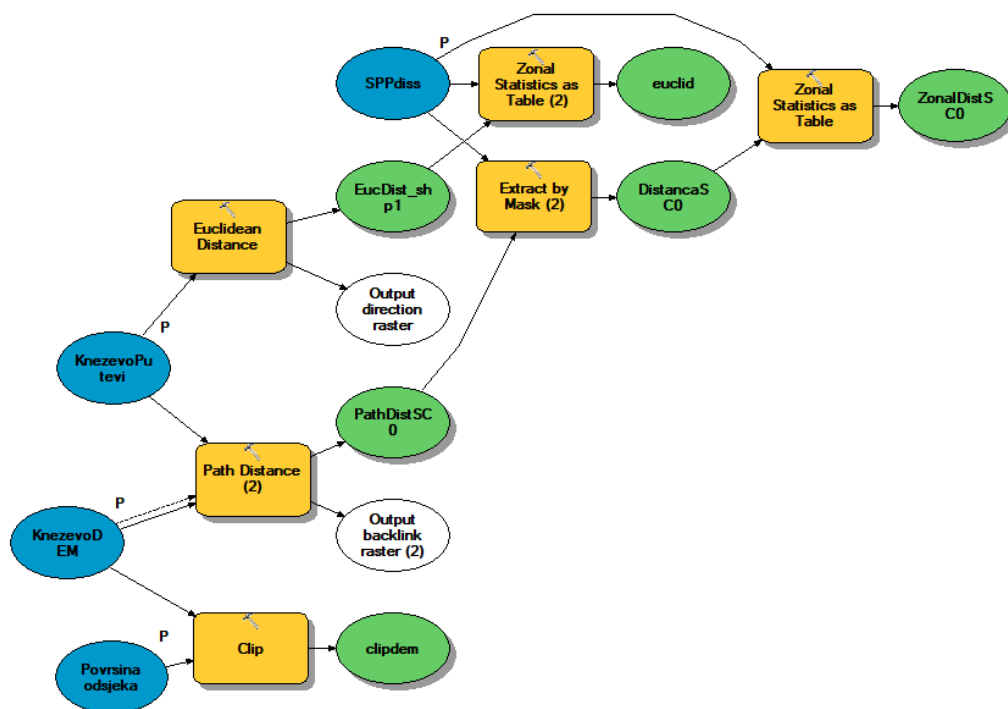 P
SPPdiss
Zonal
Statistics as
Table (2)
euclid
Zonal
Statistics as
Table
ZonalDistS
C0
EucDist_sh
p1
Extract by
Mask (2)
DistancaS
C0
Euclidean
Distance
Output
direction
raster
P
KnezevoPu
tevi
PathDistSC
0
Path Distance
(2)
P
KnezevoD
EM
Output
backlink
raster (2)
P
Clip
clipdem
Povrsina
odsjeka